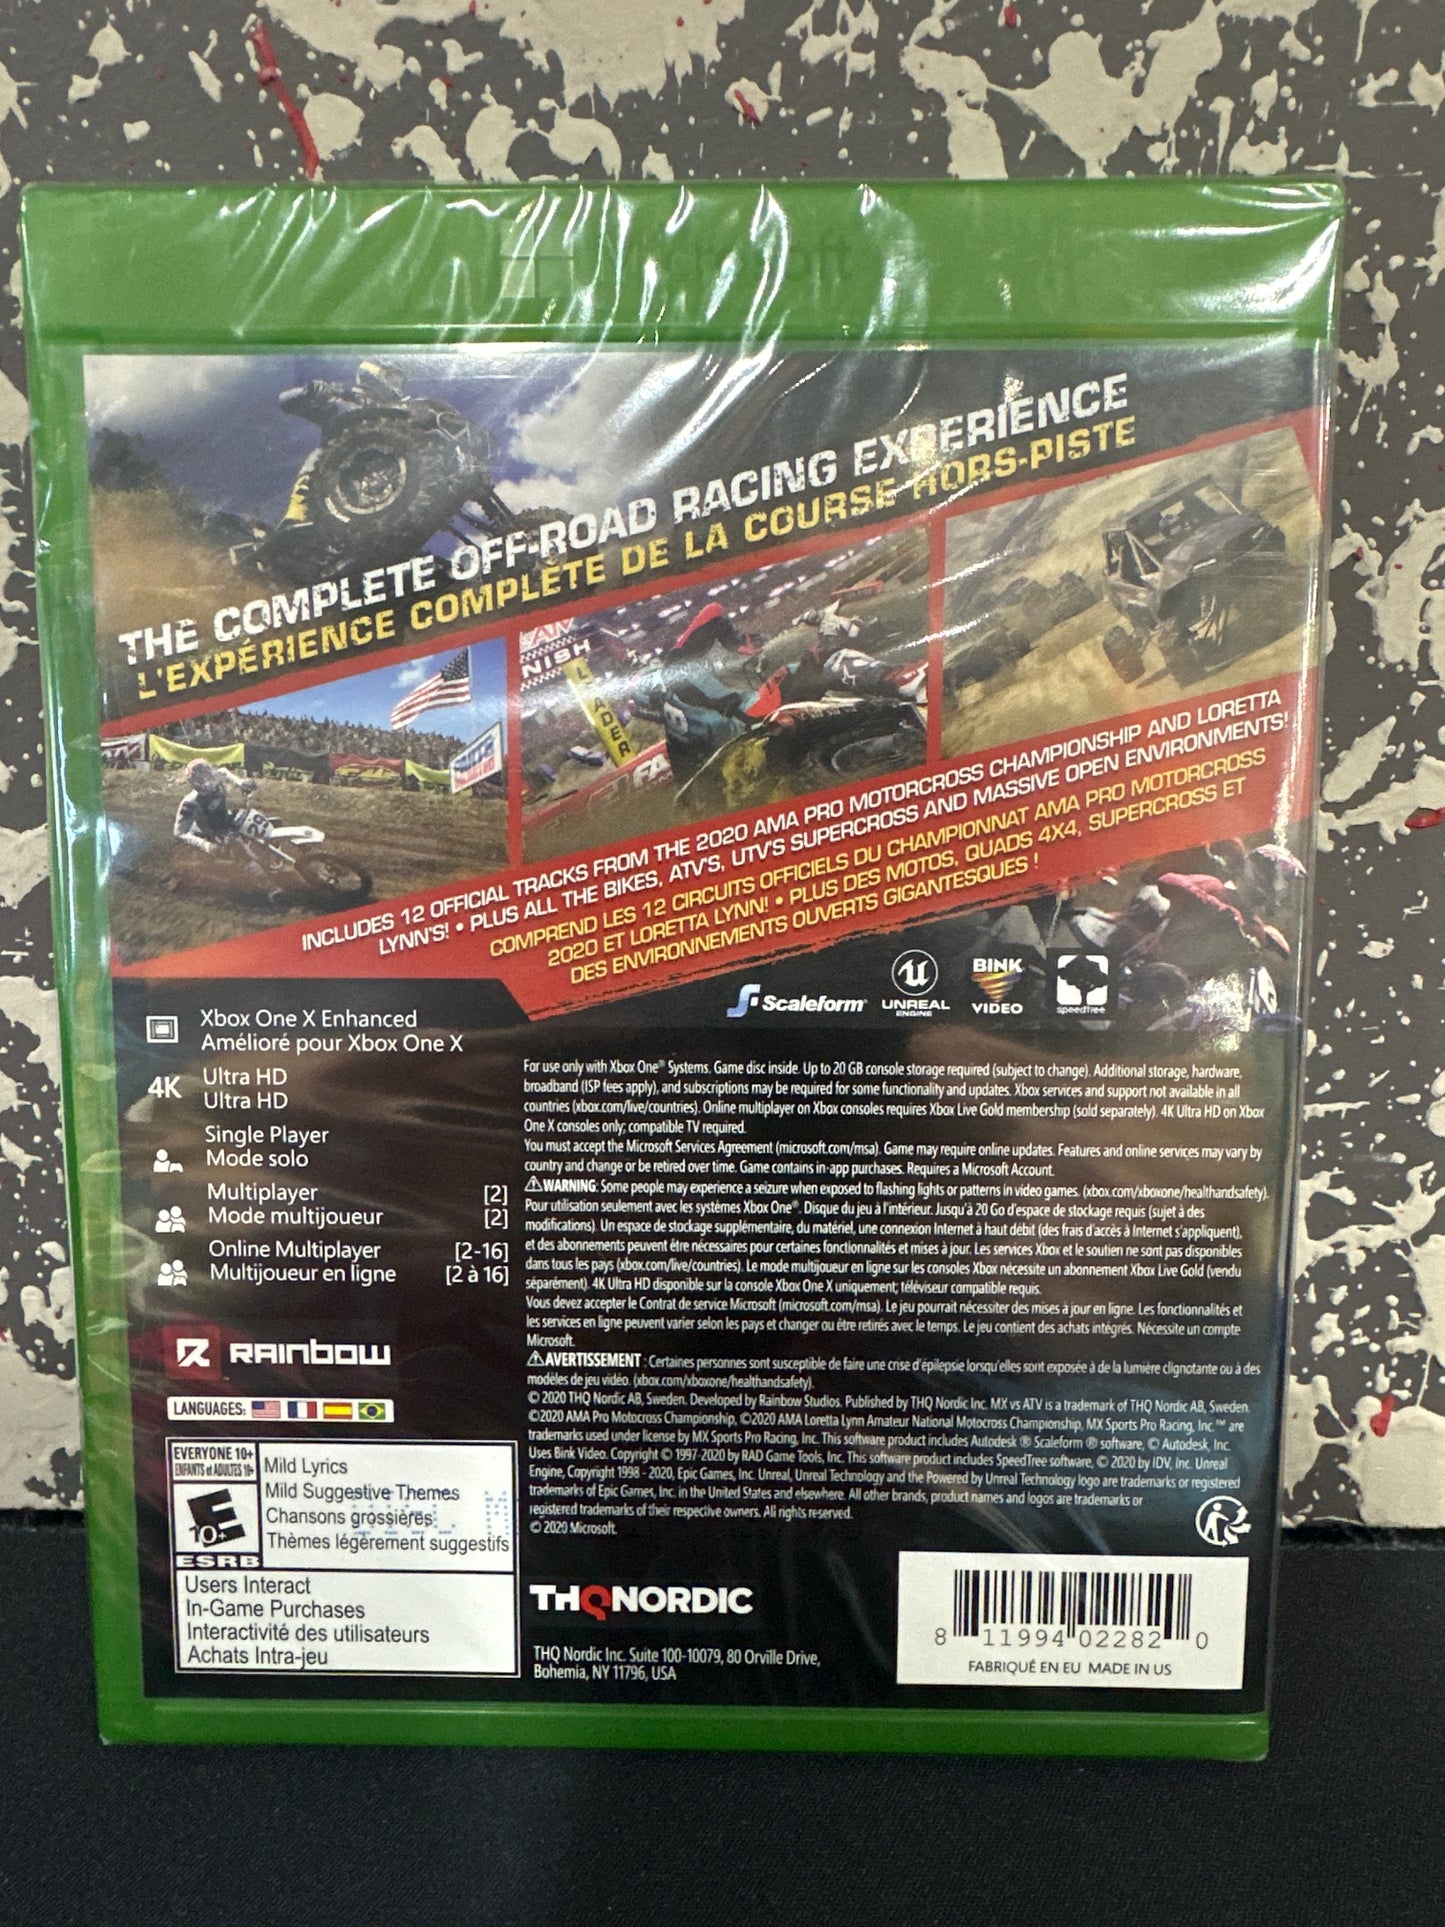 Microsoft
THE COMPLETE OFF-ROAD RACING EXPERIENCE
L'EXPÉRIENCE COMPLÈTE DE LA COURSE HORS-PISTE
NISH
LEADER
INCLUDES 12 OFFICIAL TRACKS FROM THE 2020 AMA PRO MOTORCROSS CHAMPIONSHIP AND LORETTA
LYNN'S! • PLUS ALL THE BIKES, ATV'S, UTV'S SUPERCROSS AND MASSIVE OPEN ENVIRONMENTS!
COMPREND LES 12 CIRCUITS OFFICIELS DU CHAMPIONNAT AMA PRO MOTORCROSS
2020 ET LORETTA LYNN! • PLUS DES MOTOS, QUADS 4X4, SUPERCROSS ET
DES ENVIRONNEMENTS OUVERTS GIGANTESQUES !
Scaleform
UNREAL
ENGINE
BINK
VIDEO
speedtree
Xbox One X Enhanced
Amélioré pour Xbox One X
4K Ultra HD
Ultra HD
Single Player
Mode solo
Multiplayer [2]
Mode multijoueur [2]
Online Multiplayer [2-16]
Multijoueur en ligne [2 à 16]
For use only with Xbox One® Systems. Game disc inside. Up to 20 GB console storage required (subject to change). Additional storage, hardware,
broadband (ISP fees apply), and subscriptions may be required for some functionality and updates. Xbox services and support not available in all
countries (xbox.com/live/countries). Online multiplayer on Xbox consoles requires Xbox Live Gold membership (sold separately). 4K Ultra HD on Xbox
One X consoles only; compatible TV required.
You must accept the Microsoft Services Agreement (microsoft.com/msa). Game may require online updates. Features and online services may vary by
country and change or be retired over time. Game contains in-app purchases. Requires a Microsoft Account.
⚠WARNING: Some people may experience a seizure when exposed to flashing lights or patterns in video games. (xbox.com/xboxone/healthandsafety).
Pour utilisation seulement avec les systèmes Xbox One®. Disque du jeu à l'intérieur. Jusqu'à 20 Go d'espace de stockage requis (sujet à des
modifications). Un espace de stockage supplémentaire, du matériel, une connexion Internet à haut débit (des frais d'accès à Internet s'appliquent),
et des abonnements peuvent être nécessaires pour certaines fonctionnalités et mises à jour. Les services Xbox et le soutien ne sont pas disponibles
dans tous les pays (xbox.com/live/countries). Le mode multijoueur en ligne sur les consoles Xbox nécessite un abonnement Xbox Live Gold (vendu
séparément). 4K Ultra HD disponible sur la console Xbox One X uniquement; téléviseur compatible requis.
Vous devez accepter le Contrat de service Microsoft (microsoft.com/msa). Le jeu pourrait nécessiter des mises à jour en ligne. Les fonctionnalités et
les services en ligne peuvent varier selon les pays et changer ou être retirés avec le temps. Le jeu contient des achats intégrés. Nécessite un compte
Microsoft.
⚠AVERTISSEMENT : Certaines personnes sont susceptible de faire une crise d'épilepsie lorsqu'elles sont exposée à de la lumière clignotante ou à des
modèles de jeu vidéo. (xbox.com/xboxone/healthandsafety).
© 2020 THQ Nordic AB, Sweden. Developed by Rainbow Studios. Published by THQ Nordic Inc. MX vs ATV is a trademark of THQ Nordic AB, Sweden.
©2020 AMA Pro Motocross Championship, ©2020 AMA Loretta Lynn Amateur National Motocross Championship, MX Sports Pro Racing, Inc.™ are
trademarks used under license by MX Sports Pro Racing, Inc. This software product includes Autodesk ® Scaleform ® software, © Autodesk, Inc.
Uses Bink Video. Copyright © 1997-2020 by RAD Game Tools, Inc. This software product includes SpeedTree software, © 2020 by IDV, Inc. Unreal
Engine, Copyright 1998 - 2020, Epic Games, Inc. Unreal, Unreal Technology and the Powered by Unreal Technology logo are trademarks or registered
trademarks of Epic Games, Inc. in the United States and elsewhere. All other brands, product names and logos are trademarks or
registered trademarks of their respective owners. All rights reserved.
© 2020 Microsoft.
RAINBOW
LANGUAGES:
EVERYONE 10+
ENFANTS et ADULTES 10+
E
10+
ESRB
Mild Lyrics
Mild Suggestive Themes
Chansons grossières
Thèmes légèrement suggestifs
Users Interact
In-Game Purchases
Interactivité des utilisateurs
Achats Intra-jeu
THQ NORDIC
THQ Nordic Inc. Suite 100-10079, 80 Orville Drive,
Bohemia, NY 11796, USA
8 11994 02282 0
FABRIQUÉ EN EU MADE IN US